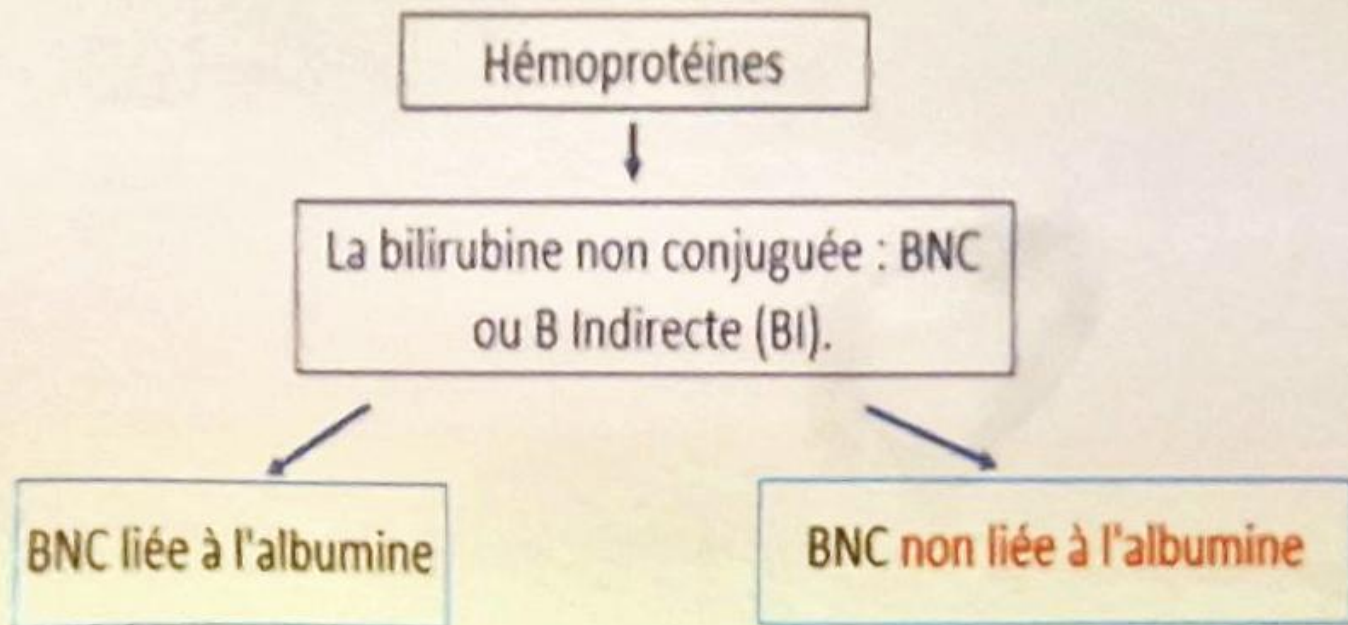 Hémoprotéines
La bilirubine non conjuguée : BNC
ou B Indirecte (BI).
BNC liée à l'albumine
BNC non liée à l'albumine